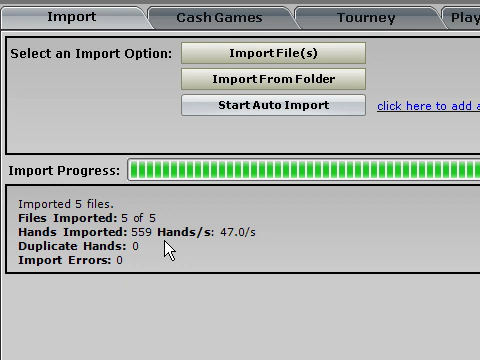 Import Cash Games Tourney Play
Select an Import Option: Import File(s)
Import From Folder
Start Auto Import click here to add a
Import Progress:
Imported 5 files.
Files Imported: 5 of 5
Hands Imported: 559 Hands/s: 47.0/s
Duplicate Hands: 0
Import Errors: 0